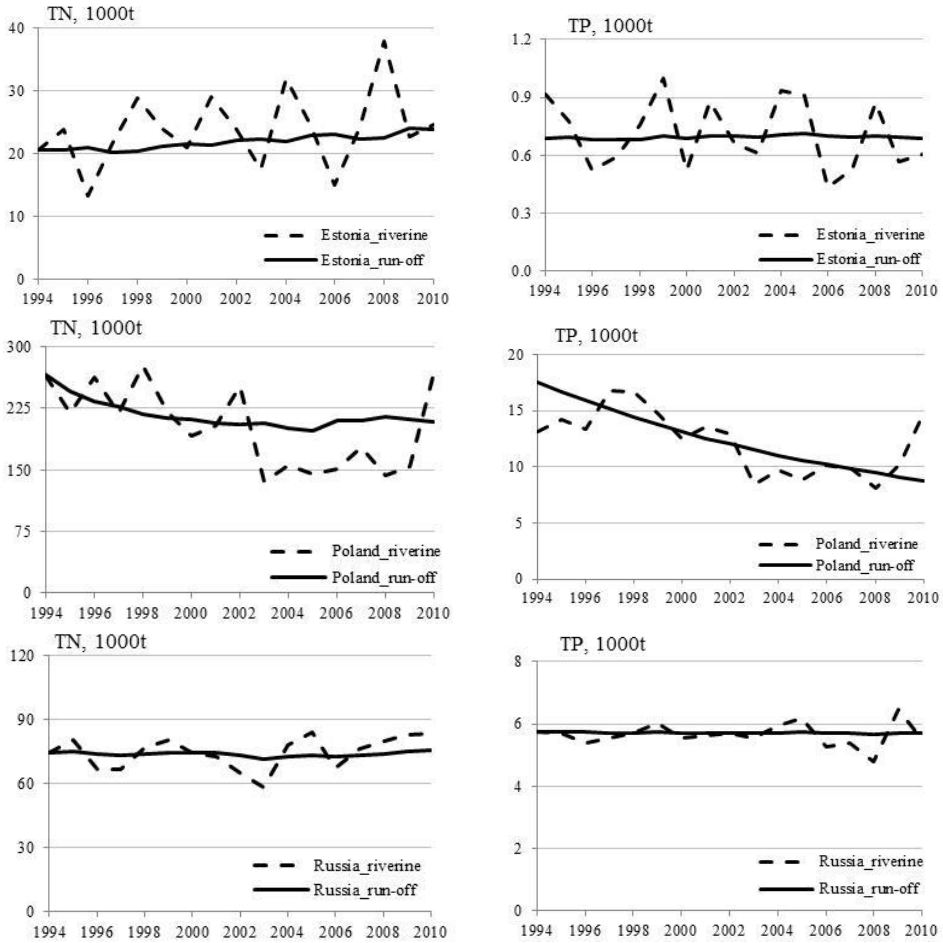 TN, 1000t
40
30
20
10
0
Estonia_riverine
Estonia_run-off
1994 1996 1998 2000 2002 2004 2006 2008 2010
TP, 1000t
1.2
0.9
0.6
0.3
0.0
Estonia_riverine
Estonia_run-off
1994 1996 1998 2000 2002 2004 2006 2008 2010
TN, 1000t
300
225
150
75
0
Poland_riverine
Poland_run-off
1994 1996 1998 2000 2002 2004 2006 2008 2010
TP, 1000t
20
15
10
5
0
Poland_riverine
Poland_run-off
1994 1996 1998 2000 2002 2004 2006 2008 2010
TN, 1000t
120
90
60
30
0
Russia_riverine
Russia_run-off
1994 1996 1998 2000 2002 2004 2006 2008 2010
TP, 1000t
8
6
4
2
0
Russia_riverine
Russia_run-off
1994 1996 1998 2000 2002 2004 2006 2008 2010